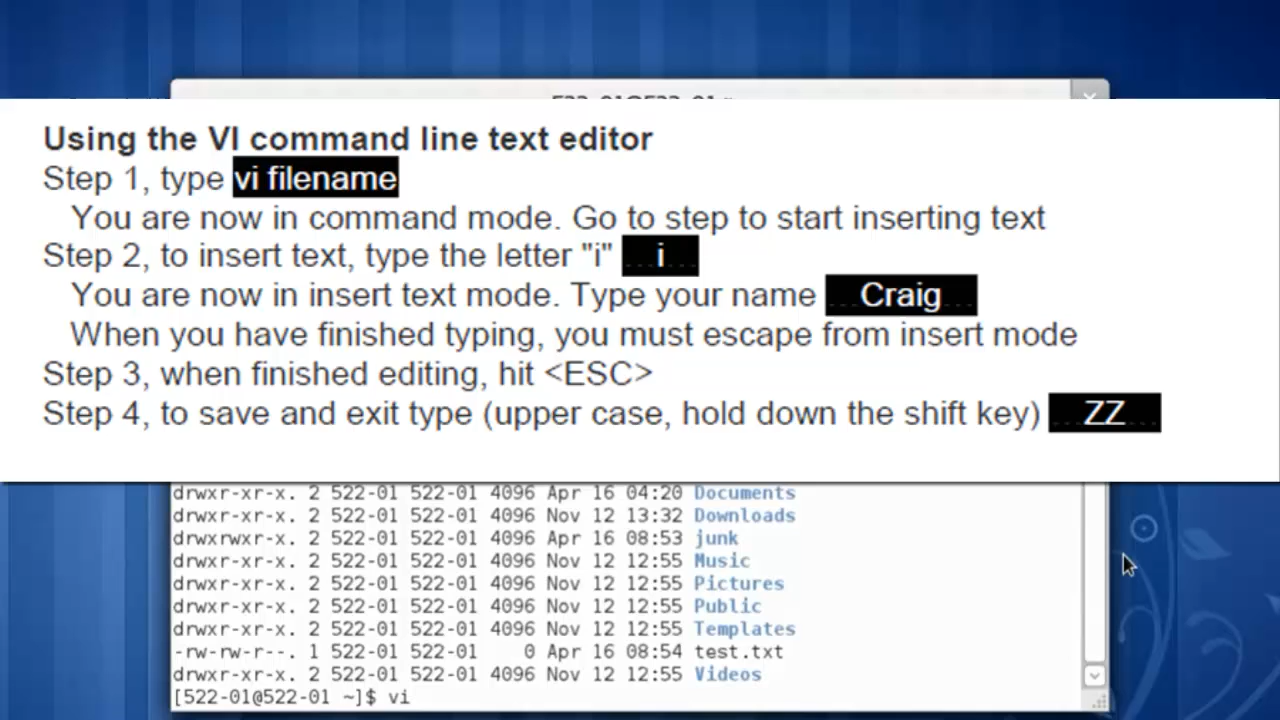 Using the VI command line text editor
Step 1, type vi filename
You are now in command mode. Go to step to start inserting text
Step 2, to insert text, type the letter "i" i
You are now in insert text mode. Type your name Craig
When you have finished typing, you must escape from insert mode
Step 3, when finished editing, hit <ESC>
Step 4, to save and exit type (upper case, hold down the shift key) ZZ
drwxr-xr-x. 2 522-01 522-01 4096 Apr 16 04:20 Documents
drwxr-xr-x. 2 522-01 522-01 4096 Nov 12 13:32 Downloads
drwxrwxr-x. 2 522-01 522-01 4096 Apr 16 08:53 junk
drwxr-xr-x. 2 522-01 522-01 4096 Nov 12 12:55 Music
drwxr-xr-x. 2 522-01 522-01 4096 Nov 12 12:55 Pictures
drwxr-xr-x. 2 522-01 522-01 4096 Nov 12 12:55 Public
drwxr-xr-x. 2 522-01 522-01 4096 Nov 12 12:55 Templates
-rw-rw-r--. 1 522-01 522-01 0 Apr 16 08:54 test.txt
drwxr-xr-x. 2 522-01 522-01 4096 Nov 12 12:55 Videos
[522-01@522-01 ~]$ vi